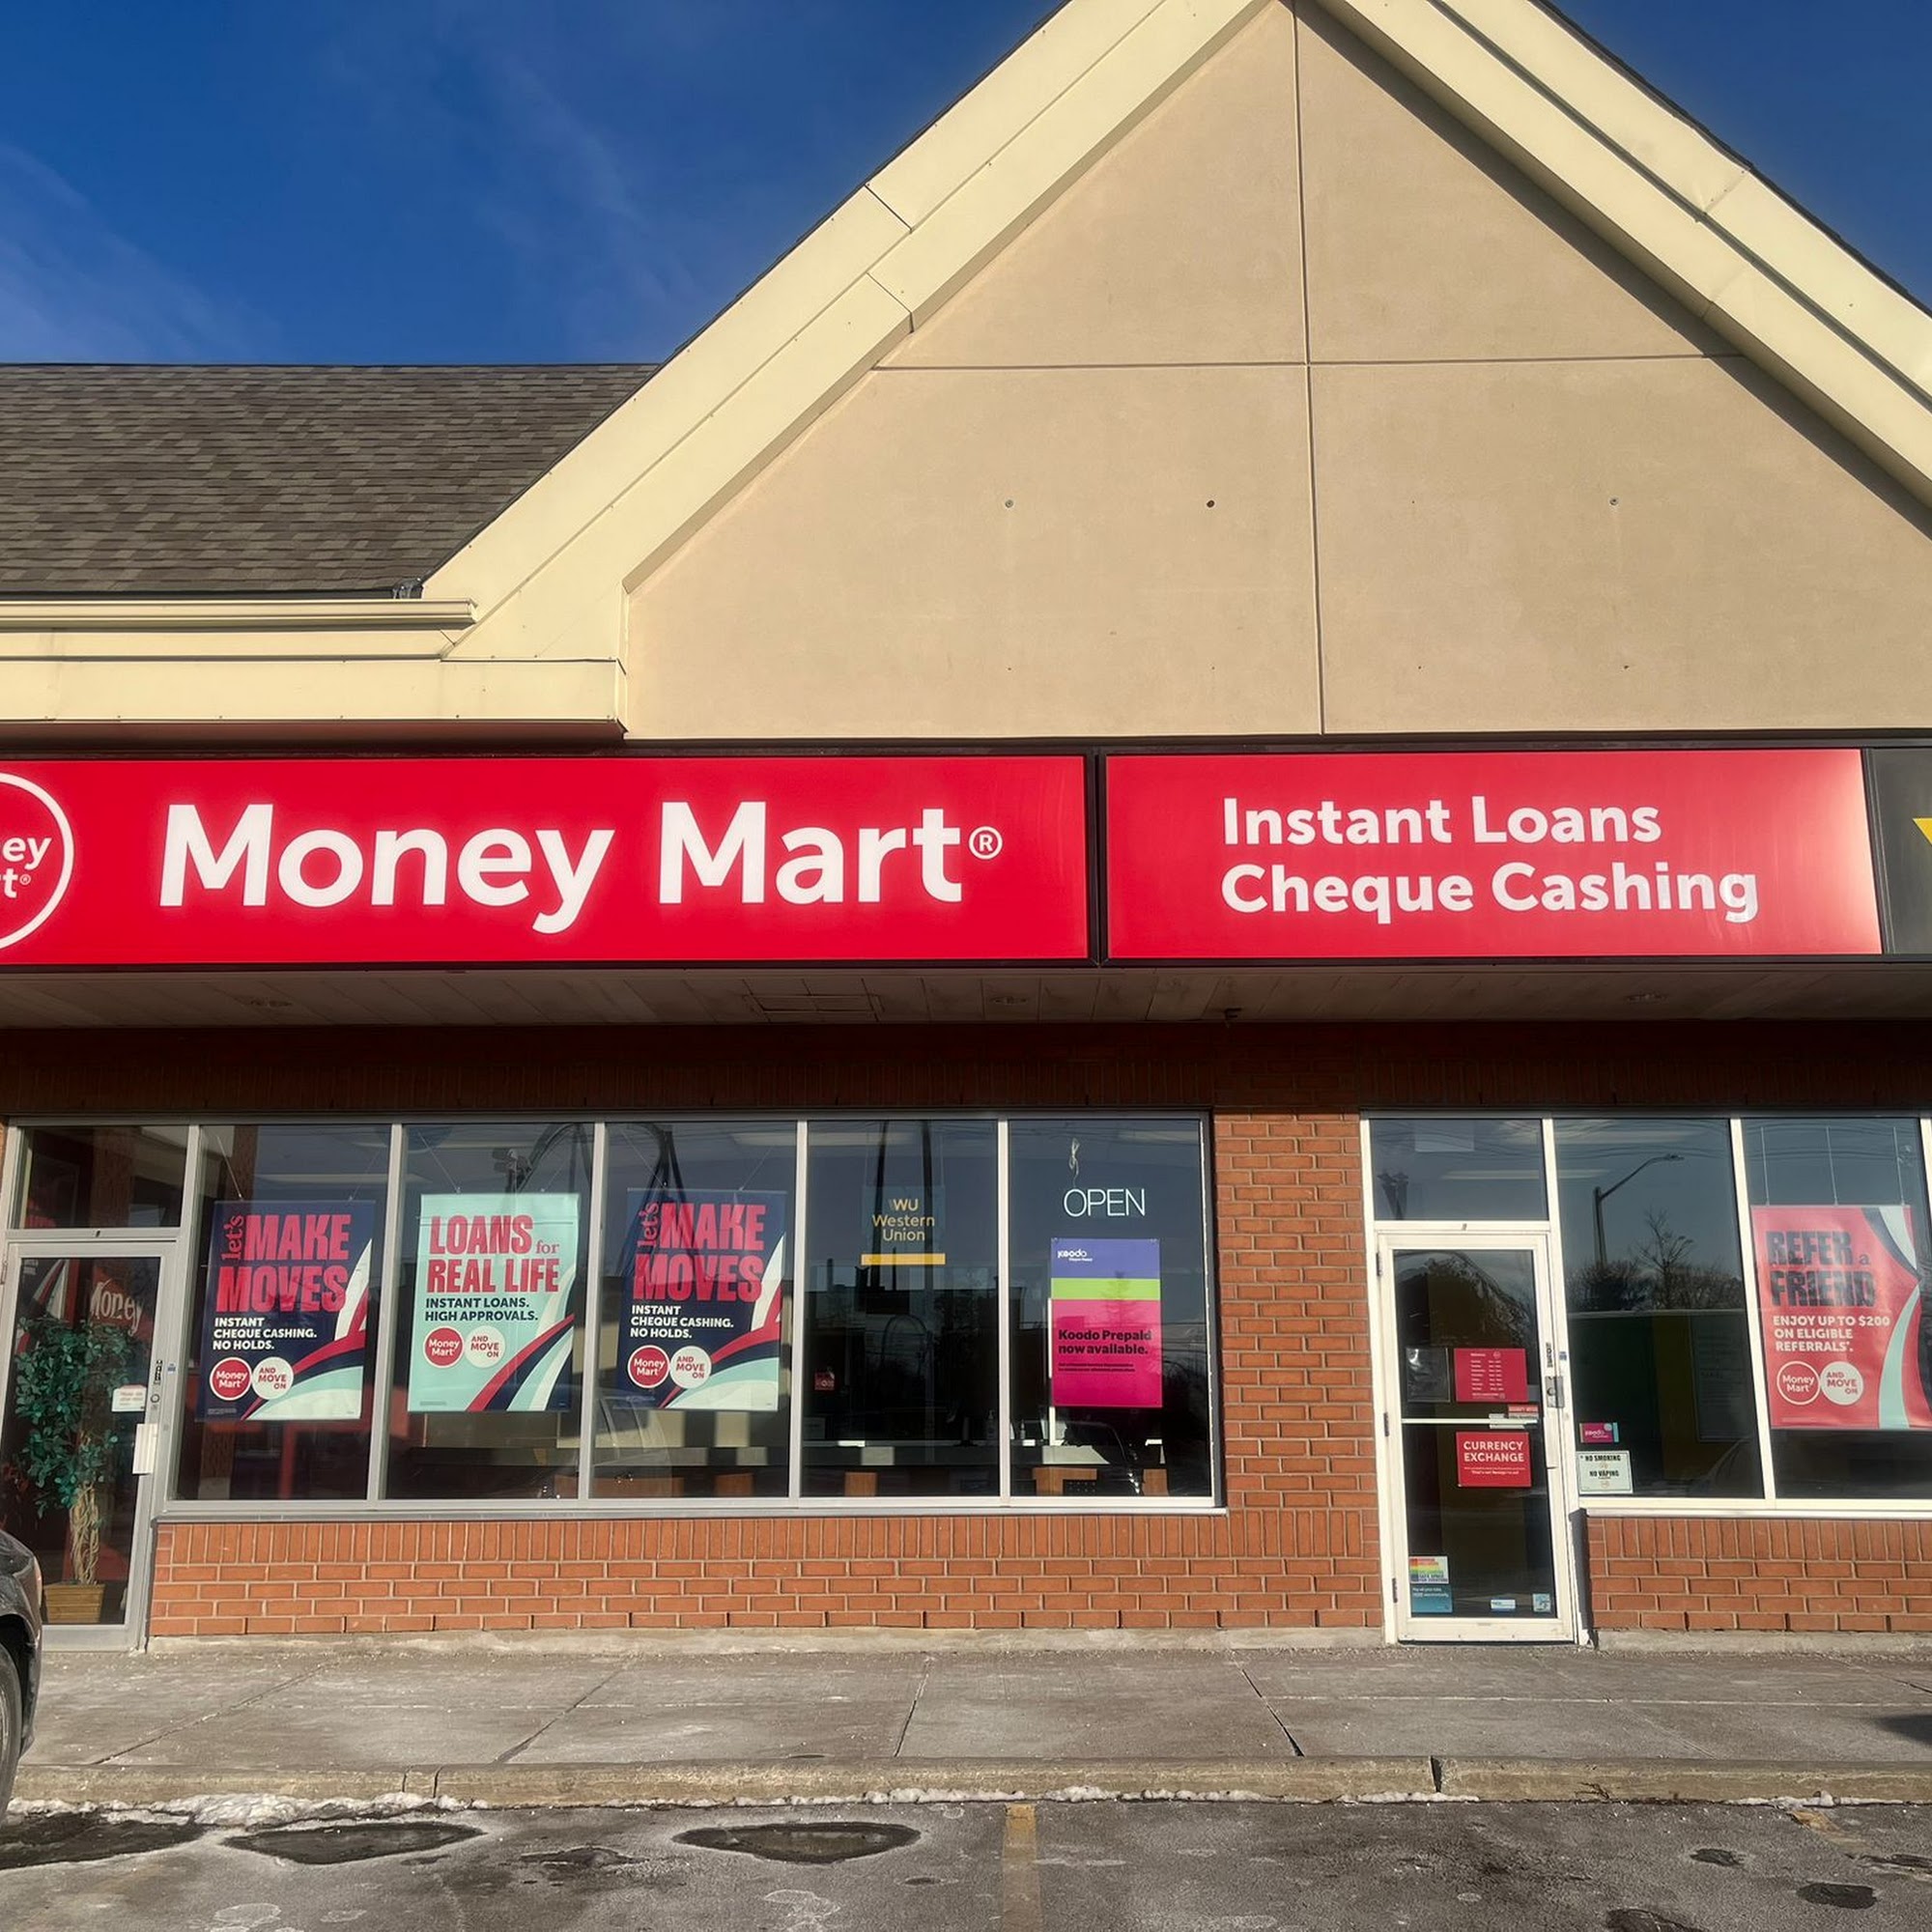 ey
t®
Money Mart®
Instant Loans
Cheque Cashing
Money
let's MAKE
MOVES
INSTANT
CHEQUE CASHING.
NO HOLDS.
Money
Mart
AND
MOVE
ON
LOANS for
REAL LIFE
INSTANT LOANS.
HIGH APPROVALS.
Money
Mart
AND
MOVE
ON
let's MAKE
MOVES
INSTANT
CHEQUE CASHING.
NO HOLDS.
Money
Mart
AND
MOVE
ON
WU
Western
Union
OPEN
koodo
Koodo Prepaid
now available.
CURRENCY
EXCHANGE
koodo
NO SMOKING
NO VAPING
REFER a
FRIEND
ENJOY UP TO $200
ON ELIGIBLE
REFERRALS*.
Money
Mart
AND
MOVE
ON